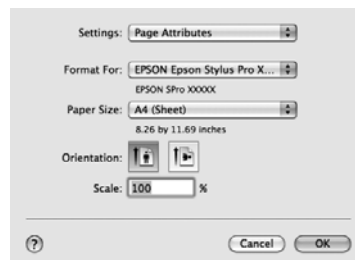 Settings: Page Attributes
Format For: EPSON Epson Stylus Pro X...
EPSON SPro XXXXX
Paper Size: A4 (Sheet)
8.26 by 11.69 inches
Orientation:
Scale: 100 %
? Cancel OK